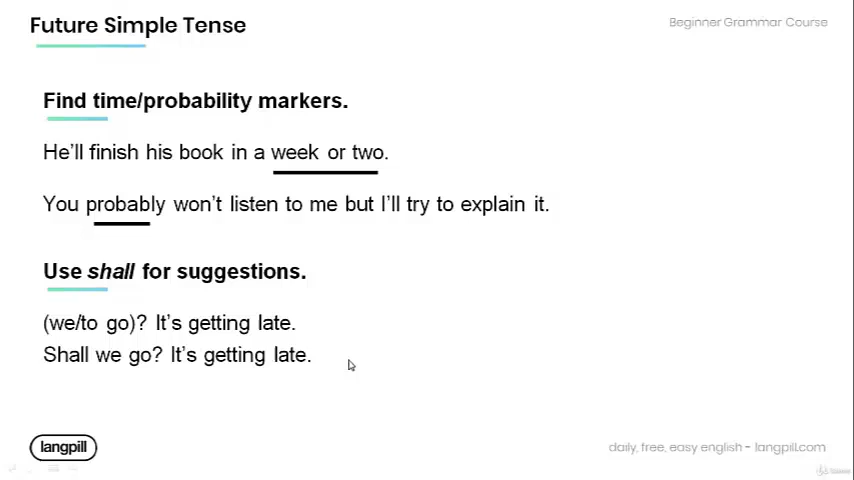 Future Simple Tense
Beginner Grammar Course
Find time/probability markers.
He'll finish his book in a week or two.
You probably won't listen to me but I'll try to explain it.
Use shall for suggestions.
(we/to go)? It's getting late.
Shall we go? It's getting late.
langpill
daily, free, easy english - langpill.com